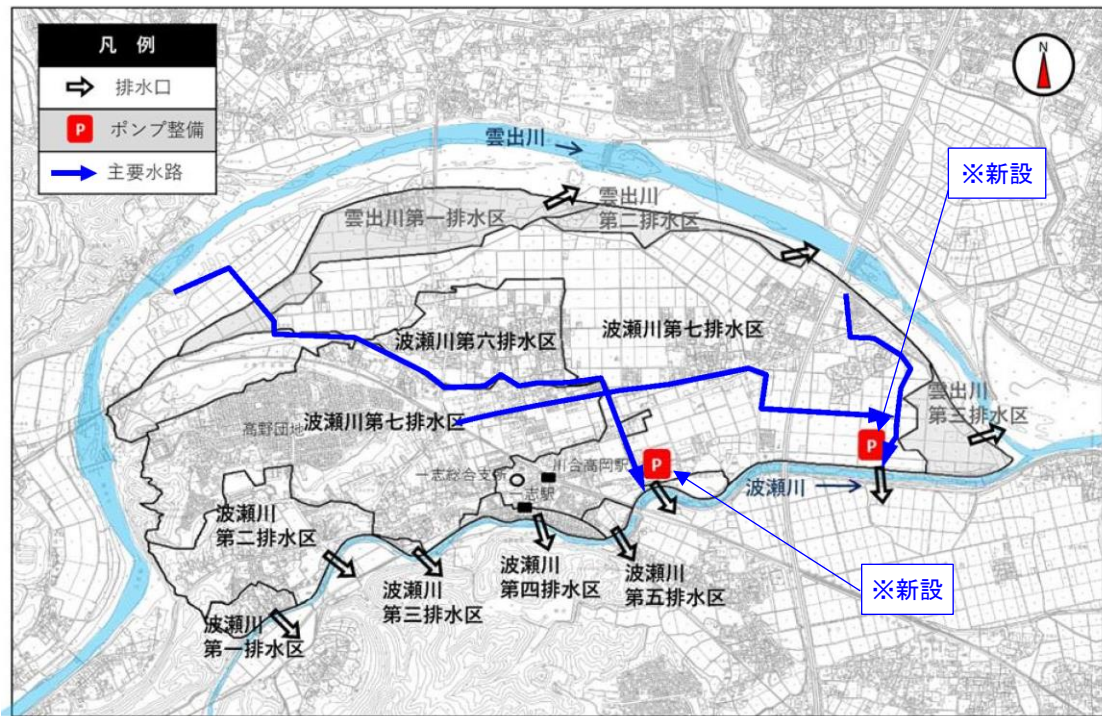 凡 例
排水口
P
ポンプ整備
主要水路
N
雲出川
※新設
雲出川第一排水区
雲出川
第二排水区
波瀬川第六排水区
波瀬川第七排水区
雲出川
第三排水区
高野団地
波瀬川第七排水区
一志総合支所
川合高岡駅
一志駅
P
P
波瀬川
波瀬川
第二排水区
波瀬川
第三排水区
波瀬川
第四排水区
波瀬川
第五排水区
※新設
波瀬川
第一排水区